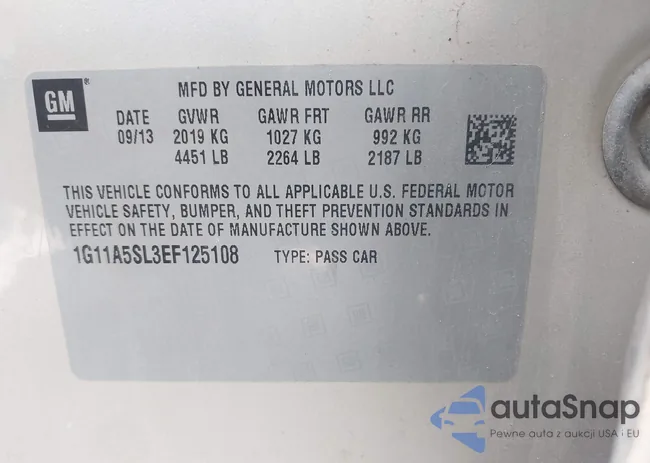 GM
MFD BY GENERAL MOTORS LLC
DATE GVWR GAWR FRT GAWR RR
09/13 2019 KG 1027 KG 992 KG
4451 LB 2264 LB 2187 LB
THIS VEHICLE CONFORMS TO ALL APPLICABLE U.S. FEDERAL MOTOR
VEHICLE SAFETY, BUMPER, AND THEFT PREVENTION STANDARDS IN
EFFECT ON THE DATE OF MANUFACTURE SHOWN ABOVE.
1G11A5SL3EF125108 TYPE: PASS CAR
autaSnap
Pewne auta z aukcji USA i EU